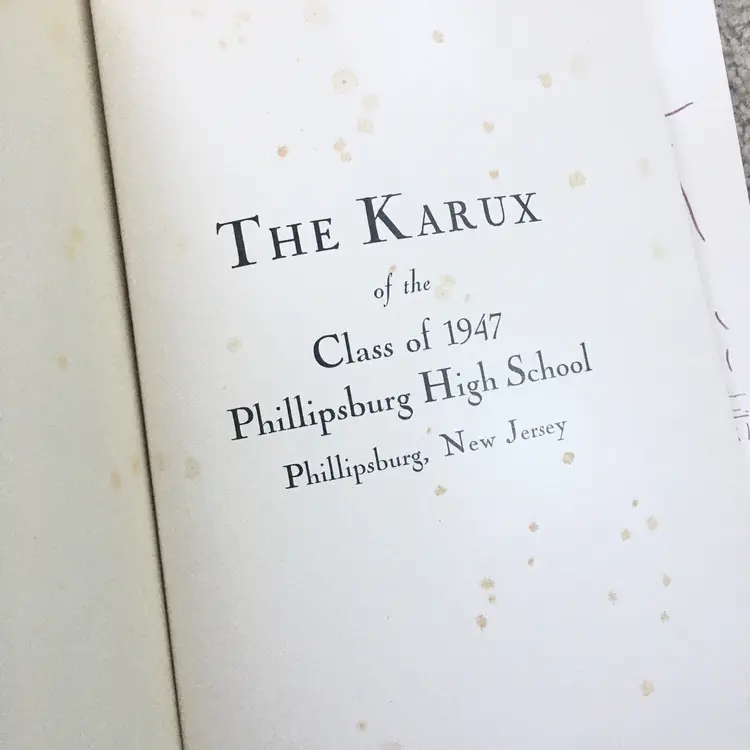 The Karux
of the
Class of 1947
Phillipsburg High School
Phillipsburg, New Jersey